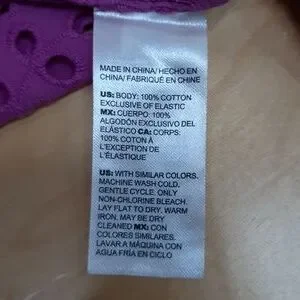 MADE IN CHINA/ HECHO EN
CHINA/ FABRIQUÉ EN CHINE
US: BODY: 100% COTTON
EXCLUSIVE OF ELASTIC
MX: CUERPO: 100%
ALGODÓN EXCLUSIVO DEL
ELÁSTICO CA: CORPS:
100% COTON À
L'EXCEPTION DE
L'ÉLASTIQUE
US: WITH SIMILAR COLORS.
MACHINE WASH COLD,
GENTLE CYCLE. ONLY
NON-CHLORINE BLEACH.
LAY FLAT TO DRY. WARM
IRON. MAY BE DRY
CLEANED MX: CON
COLORES SIMILARES.
LAVAR A MÁQUINA CON
AGUA FRÍA EN CICLO